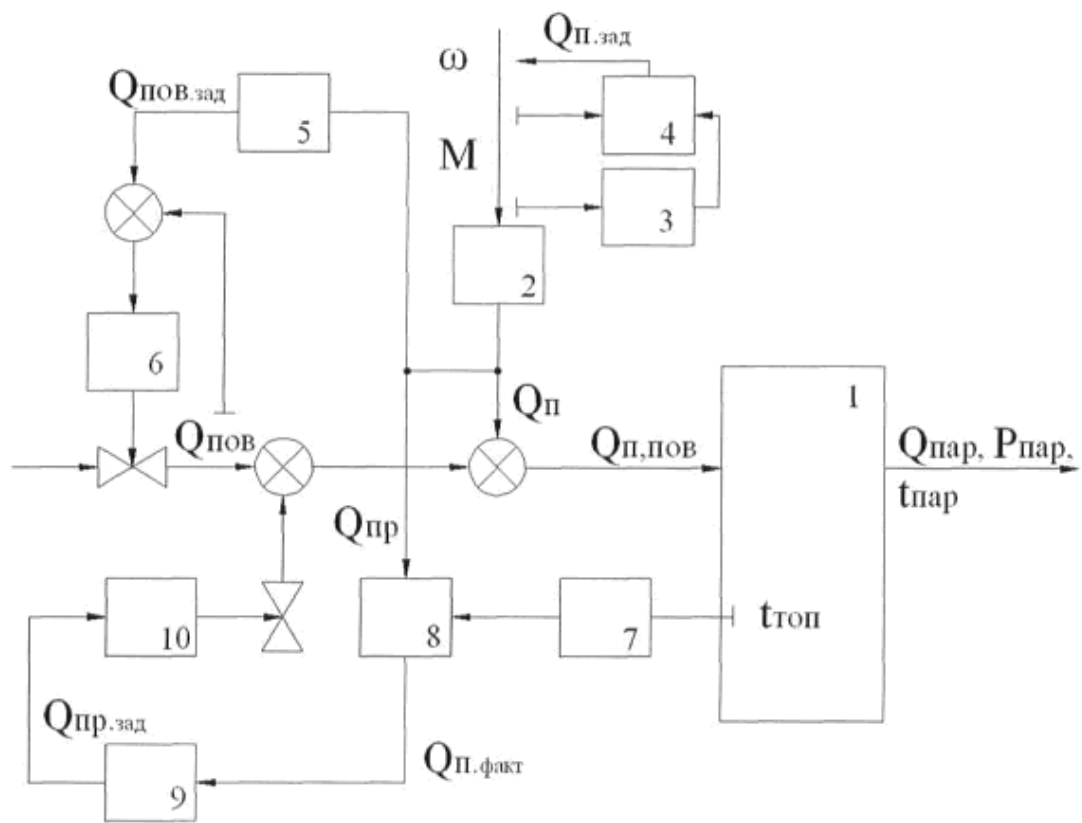 Qп.зад
ω
Qпов.зад
5
4
М
3
2
6
1
Qп
Qпов
Qп,пов
Qпар, Pпар,
tпар
Qпр
10
8
7
tтоп
Qпр.зад
Qп.факт
9